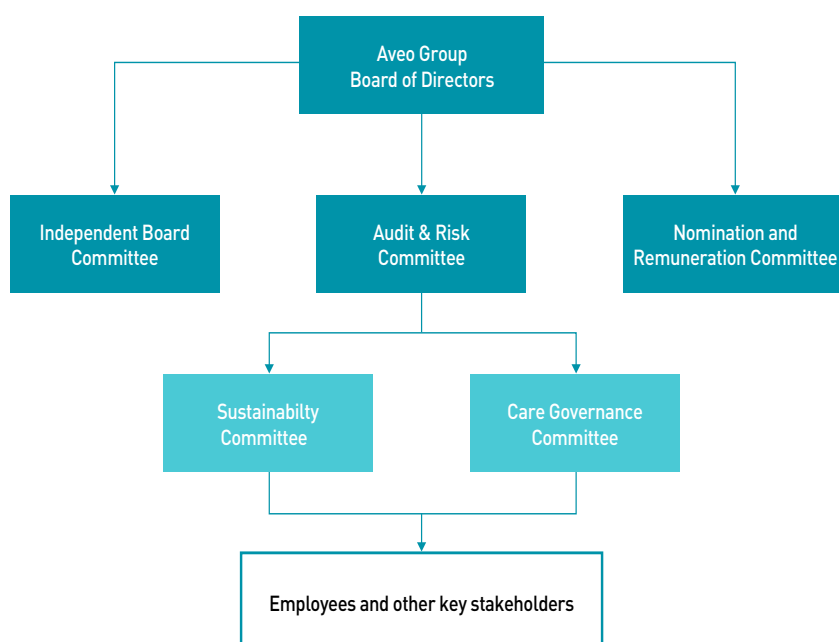 Aveo Group
Board of Directors
Independent Board
Committee
Audit & Risk
Committee
Nomination and
Remuneration Committee
Sustainabilty
Committee
Care Governance
Committee
Employees and other key stakeholders